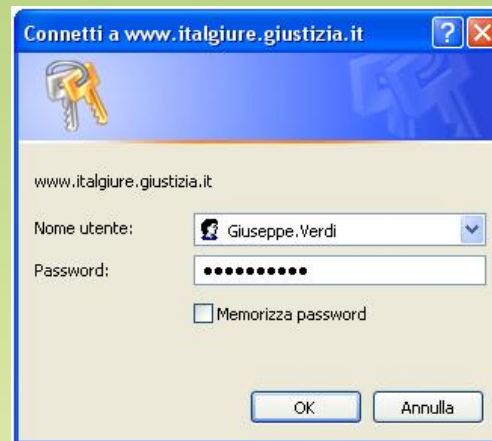 Connetti a www.italgiure.giustizia.it
www.italgiure.giustizia.it
Nome utente: Giuseppe.Verdi
Password: ••••••••••
Memorizza password
OK Annulla